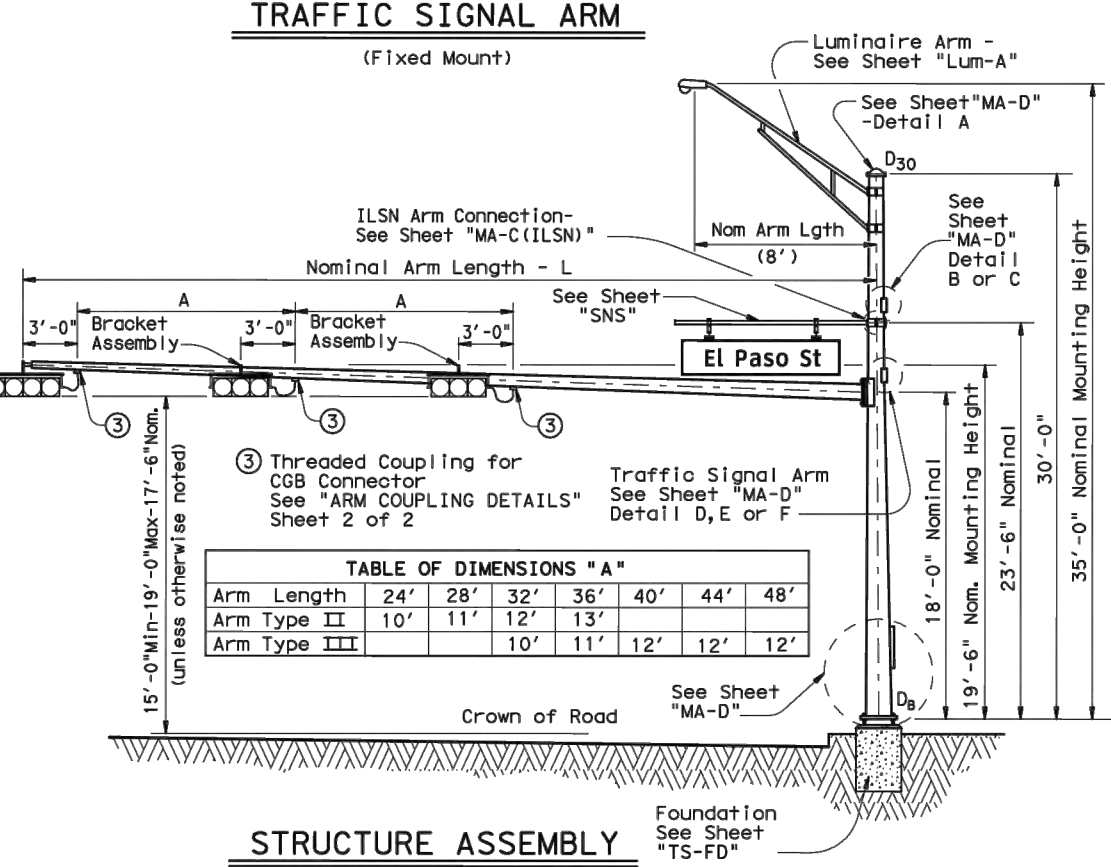 TRAFFIC SIGNAL ARM
(Fixed Mount)
Luminaire Arm -
See Sheet "Lum-A"
See Sheet"MA-D"
-Detail A
D30
See
Sheet
"MA-D"
Detail
B or C
ILSN Arm Connection-
See Sheet "MA-C(ILSN)"
Nom Arm Lgth
(8')
Nominal Arm Length - L
See Sheet
"SNS"
A
A
3'-0"
Bracket
Assembly
3'-0"
Bracket
Assembly
3'-0"
El Paso St
3
3
3
3 Threaded Coupling for
CGB Connector
See "ARM COUPLING DETAILS"
Sheet 2 of 2
Traffic Signal Arm
See Sheet "MA-D"
Detail D,E or F
15'-0"Min-19'-0"Max-17'-6"Nom.
(unless otherwise noted)
18'-0" Nominal
19'-6" Nom. Mounting Height
23'-6" Nominal
30'-0"
35'-0" Nominal Mounting Height
TABLE OF DIMENSIONS "A"
Arm Length 24' 28' 32' 36' 40' 44' 48'
Arm Type II 10' 11' 12' 13'
Arm Type III 10' 11' 12' 12' 12'
See Sheet
"MA-D"
DB
Crown of Road
Foundation
See Sheet
"TS-FD"
STRUCTURE ASSEMBLY